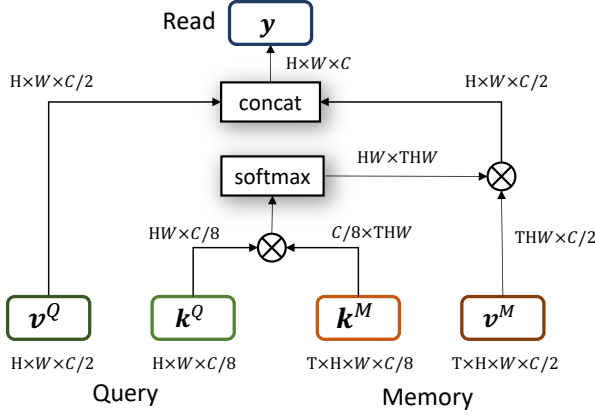 Read
y
H×W×C
H×W×C/2
H×W×C/2
concat
HW×THW
softmax
HW×C/8
C/8×THW
THW×C/2
v^Q
k^Q
k^M
v^M
H×W×C/2
H×W×C/8
T×H×W×C/8
T×H×W×C/2
Query
Memory